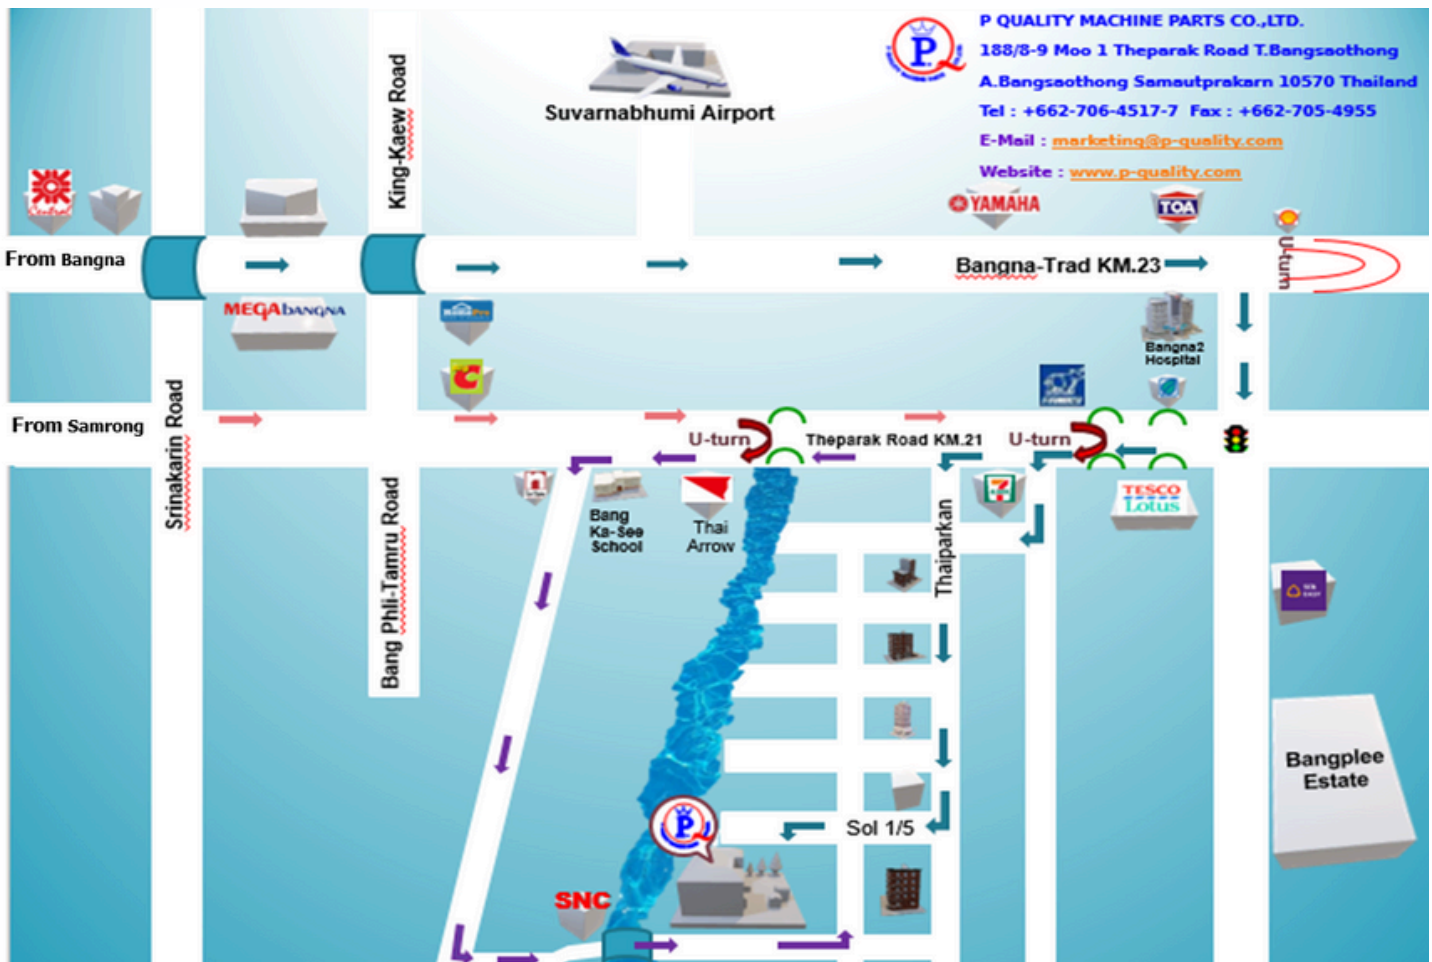 P QUALITY MACHINE PARTS CO.,LTD.
188/8-9 Moo 1 Theparak Road T.Bangsaothong
A.Bangsaothong Samautprakarn 10570 Thailand
Tel : +662-706-4517-7 Fax : +662-705-4955
E-Mail : marketing@p-quality.com
Website : www.p-quality.com
P
Suvarnabhumi Airport
King-Kaew Road
Central
YAMAHA
TOA
From Bangna
Bangna-Trad KM.23
U-turn
MEGAbangna
HomePro
Bangna2
Hospital
C
Srinakarin Road
From Samrong
U-turn
Theparak Road KM.21
U-turn
Bang Phli-Tamru Road
Bang
Ka-See
School
Thai
Arrow
Thaiparkan
7
TESCO
Lotus
Bangplee
Estate
P
Sol 1/5
SNC